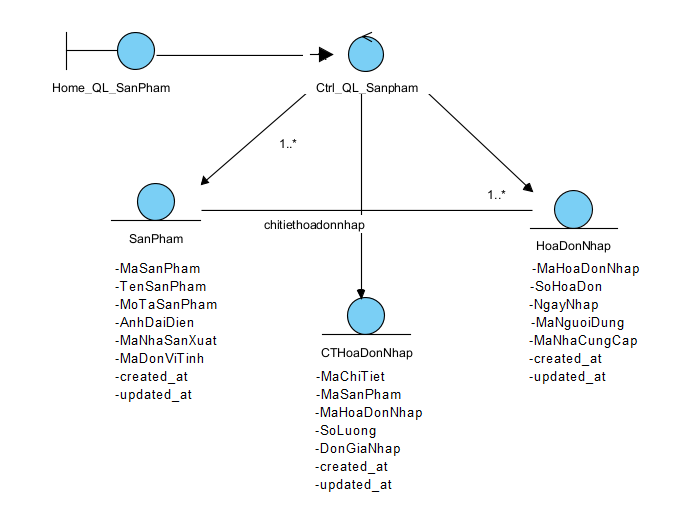 Home_QL_SanPham
Ctrl_QL_Sanpham
1..*
1..*
chitiethoadonnhap
SanPham
-MaSanPham
-TenSanPham
-MoTaSanPham
-AnhDaiDien
-MaNhaSanXuat
-MaDonViTinh
-created_at
-updated_at
HoaDonNhap
-MaHoaDonNhap
-SoHoaDon
-NgayNhap
-MaNguoiDung
-MaNhaCungCap
-created_at
-updated_at
CTHoaDonNhap
-MaChiTiet
-MaSanPham
-MaHoaDonNhap
-SoLuong
-DonGiaNhap
-created_at
-updated_at